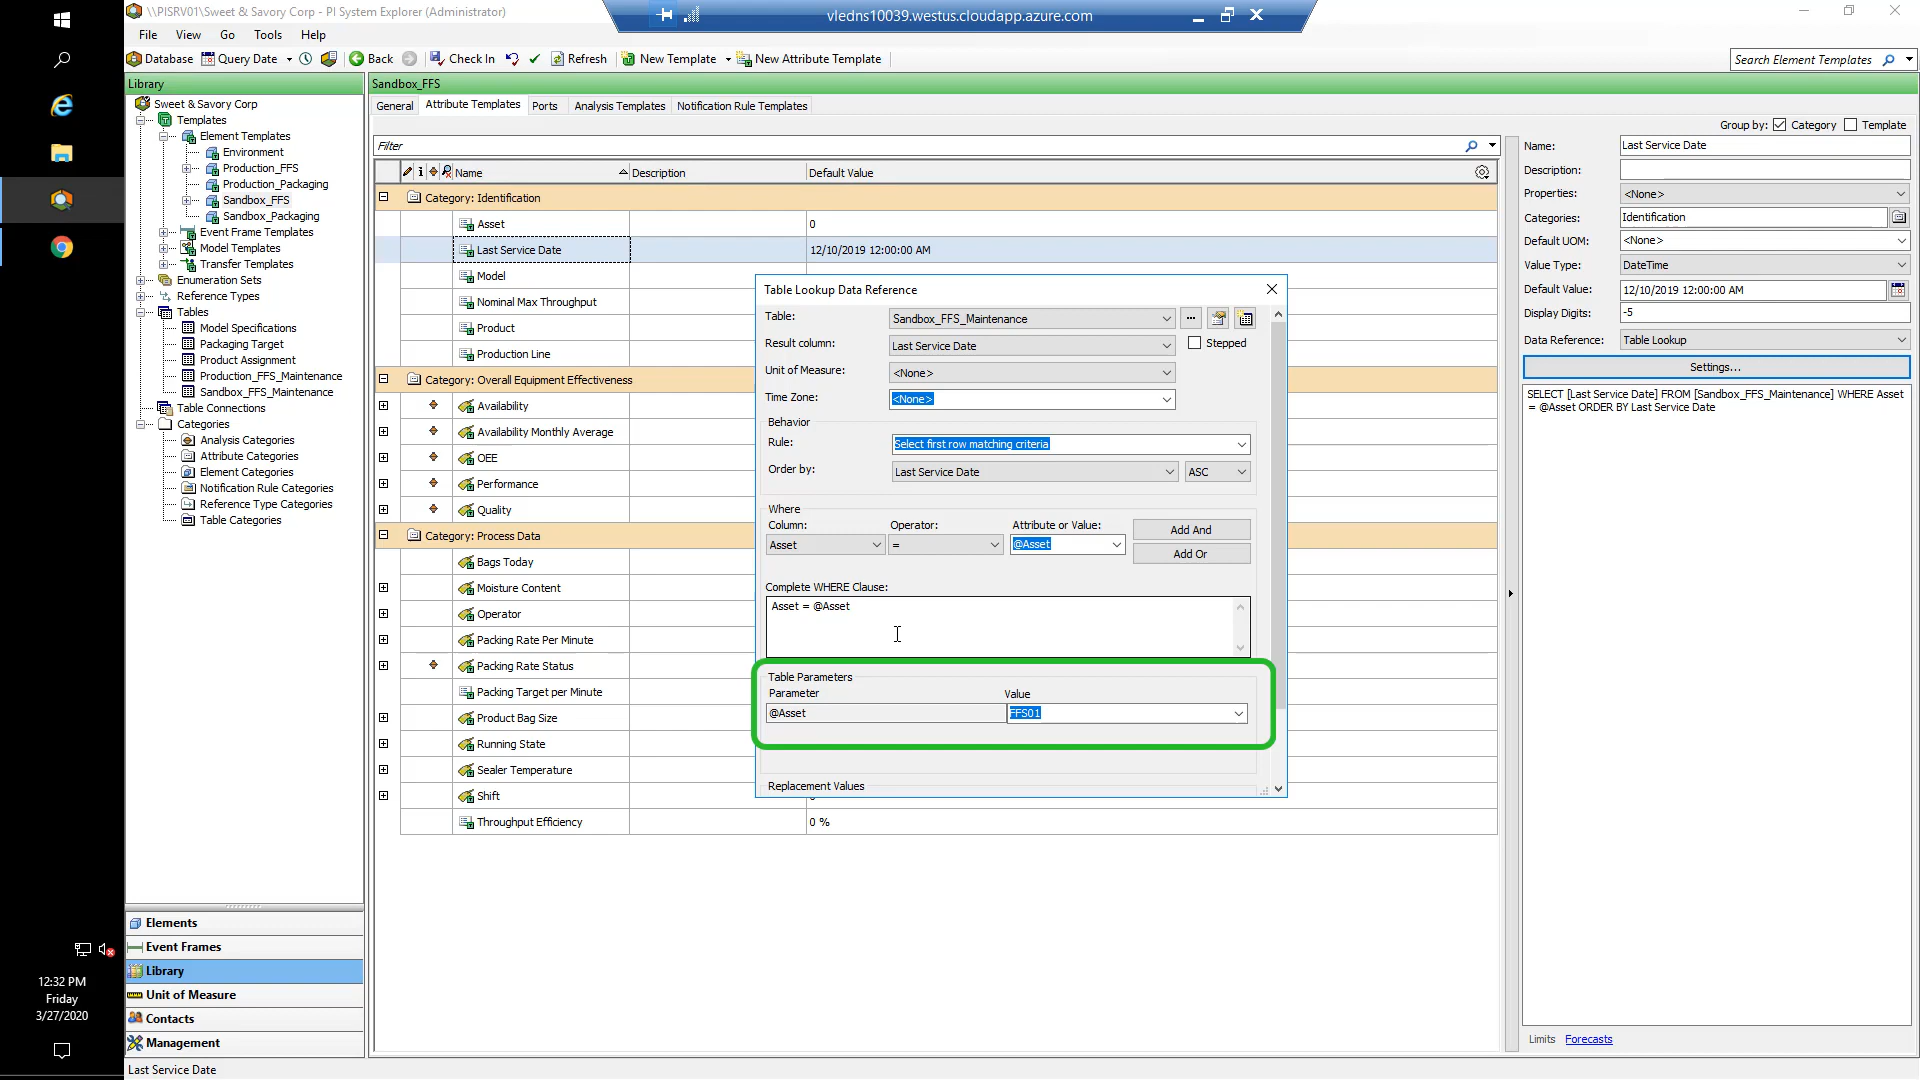 \\PISRV01\Sweet & Savory Corp - PI System Explorer (Administrator)
vledns10039.westus.cloudapp.azure.com
File View Go Tools Help
Database Query Date Back Check In Refresh New Template New Attribute Template
Search Element Templates
Library
Sweet & Savory Corp
Templates
Element Templates
Environment
Production_FFS
Production_Packaging
Sandbox_FFS
Sandbox_Packaging
Event Frame Templates
Model Templates
Transfer Templates
Enumeration Sets
Reference Types
Tables
Model Specifications
Packaging Target
Product Assignment
Production_FFS_Maintenance
Sandbox_FFS_Maintenance
Table Connections
Categories
Analysis Categories
Attribute Categories
Element Categories
Notification Rule Categories
Reference Type Categories
Table Categories
Elements
Event Frames
Library
Unit of Measure
Contacts
Management
Last Service Date
12:32 PM
Friday
3/27/2020
Sandbox_FFS
General Attribute Templates Ports Analysis Templates Notification Rule Templates
Group by: Category Template
Filter
Name Description Default Value
Category: Identification
Asset 0
Last Service Date 12/10/2019 12:00:00 AM
Model
Nominal Max Throughput
Product
Production Line
Category: Overall Equipment Effectiveness
Availability
Availability Monthly Average
OEE
Performance
Quality
Category: Process Data
Bags Today
Moisture Content
Operator
Packing Rate Per Minute
Packing Rate Status
Packing Target per Minute
Product Bag Size
Running State
Sealer Temperature
Shift
Throughput Efficiency 0 %
Table Lookup Data Reference
Table: Sandbox_FFS_Maintenance ...
Result column: Last Service Date Stepped
Unit of Measure: <None>
Time Zone: <None>
Behavior
Rule: Select first row matching criteria
Order by: Last Service Date ASC
Where
Column: Operator: Attribute or Value: Add And
Asset = @Asset Add Or
Complete WHERE Clause:
Asset = @Asset
Table Parameters
Parameter Value
@Asset FFS01
Replacement Values
Name: Last Service Date
Description:
Properties: <None>
Categories: Identification
Default UOM: <None>
Value Type: DateTime
Default Value: 12/10/2019 12:00:00 AM
Display Digits: -5
Data Reference: Table Lookup
Settings...
SELECT [Last Service Date] FROM [Sandbox_FFS_Maintenance] WHERE Asset
= @Asset ORDER BY Last Service Date
Limits Forecasts